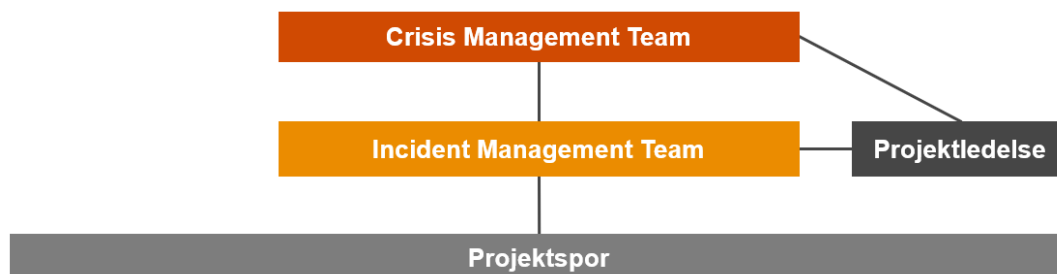 Crisis Management Team
Incident Management Team
Projektledelse
Projektspor